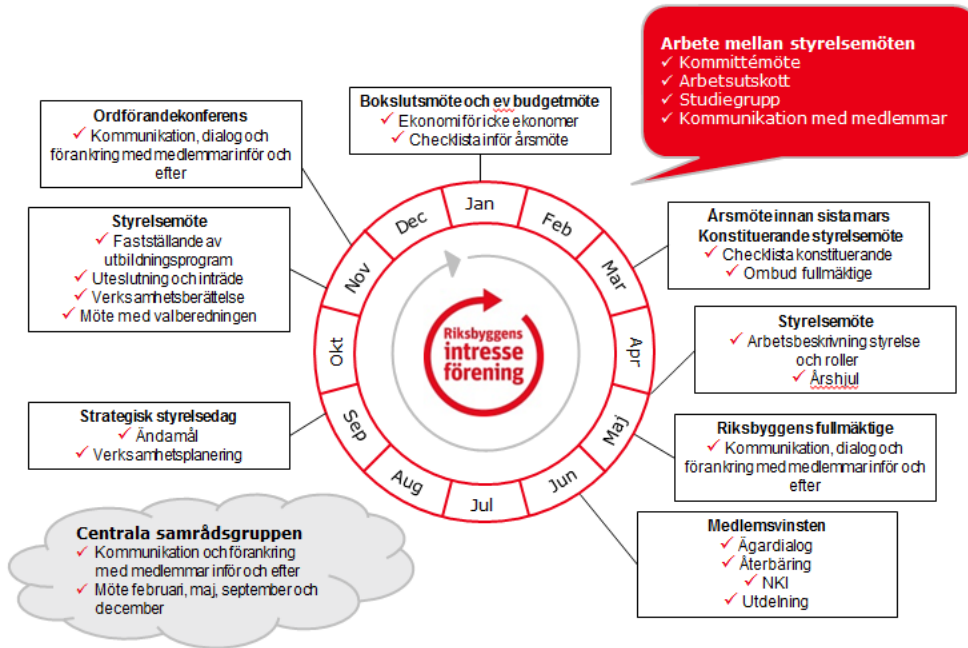 Arbete mellan styrelsemöten
✓ Kommittémöte
✓ Arbetsutskott
✓ Studiegrupp
✓ Kommunikation med medlemmar
Bokslutsmöte och ev budgetmöte
✓ Ekonomi för icke ekonomer
✓ Checklista inför årsmöte
Ordförandekonferens
✓ Kommunikation, dialog och
förankring med medlemmar inför och
efter
Styrelsemöte
✓ Fastställande av
utbildningsprogram
✓ Uteslutning och inträde
✓ Verksamhetsberättelse
✓ Möte med valberedningen
Strategisk styrelsedag
✓ Ändamål
✓ Verksamhetsplanering
Centrala samrådsgruppen
✓ Kommunikation och förankring
med medlemmar inför och efter
✓ Möte februari, maj, september och
december
Jan
Feb
Mar
Apr
Maj
Jun
Jul
Aug
Sep
Okt
Nov
Dec
Riksbyggens
intresse
förening
Årsmöte innan sista mars
Konstituerande styrelsemöte
✓ Checklista konstituerande
✓ Ombud fullmäktige
Styrelsemöte
✓ Arbetsbeskrivning styrelse
och roller
✓ Årshjul
Riksbyggens fullmäktige
✓ Kommunikation, dialog och
förankring med medlemmar inför och
efter
Medlemsvinsten
✓ Ägardialog
✓ Återbäring
✓ NKI
✓ Utdelning